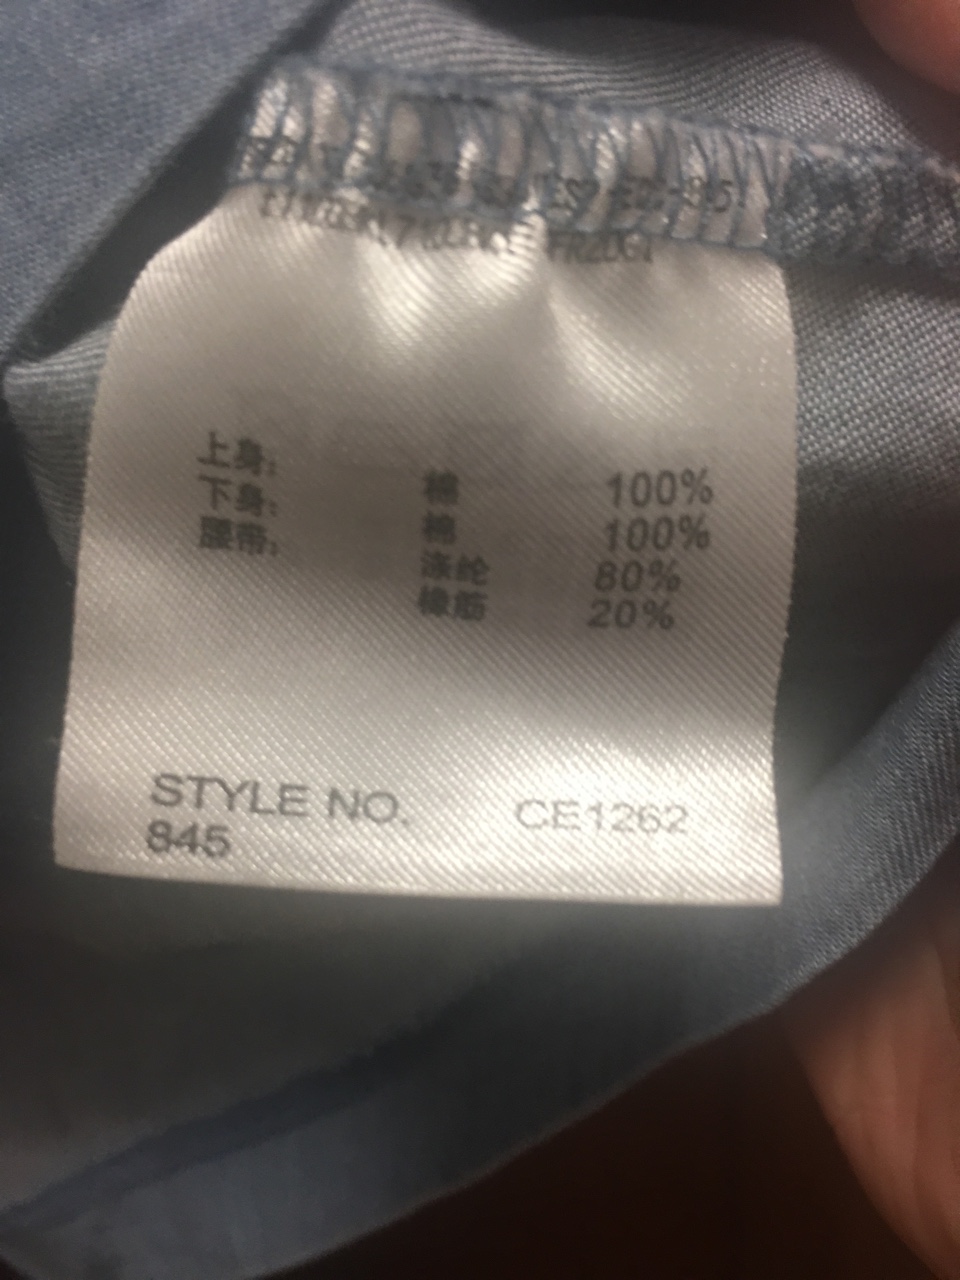 上身: 棉 100%
下身: 棉 100%
腰带: 涤纶 80%
橡筋 20%
STYLE NO. CE1262
845